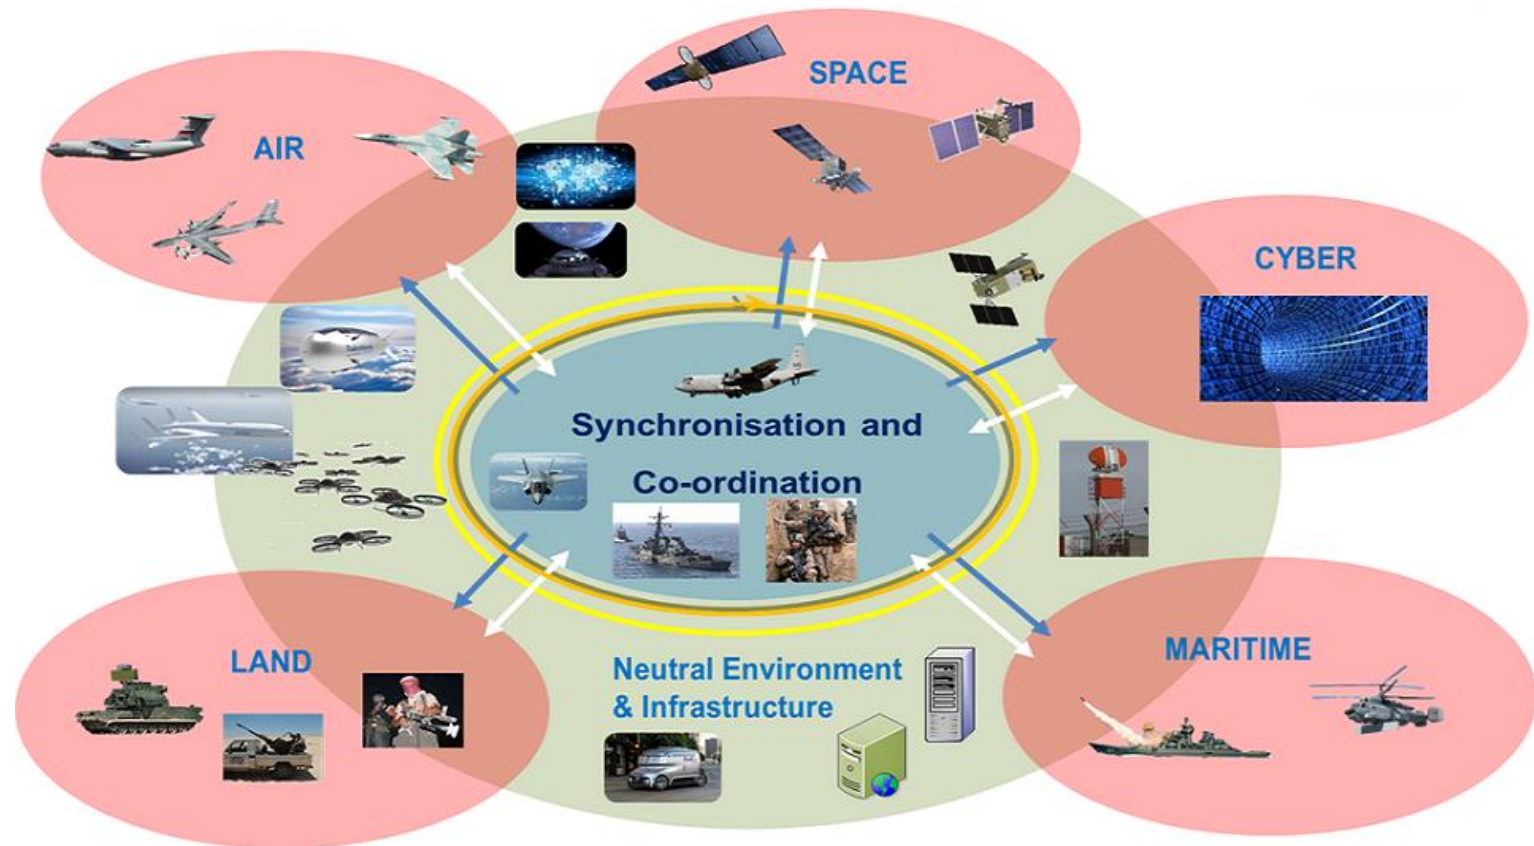 SPACE
AIR
CYBER
Synchronisation and
Co-ordination
LAND
MARITIME
Neutral Environment
& Infrastructure